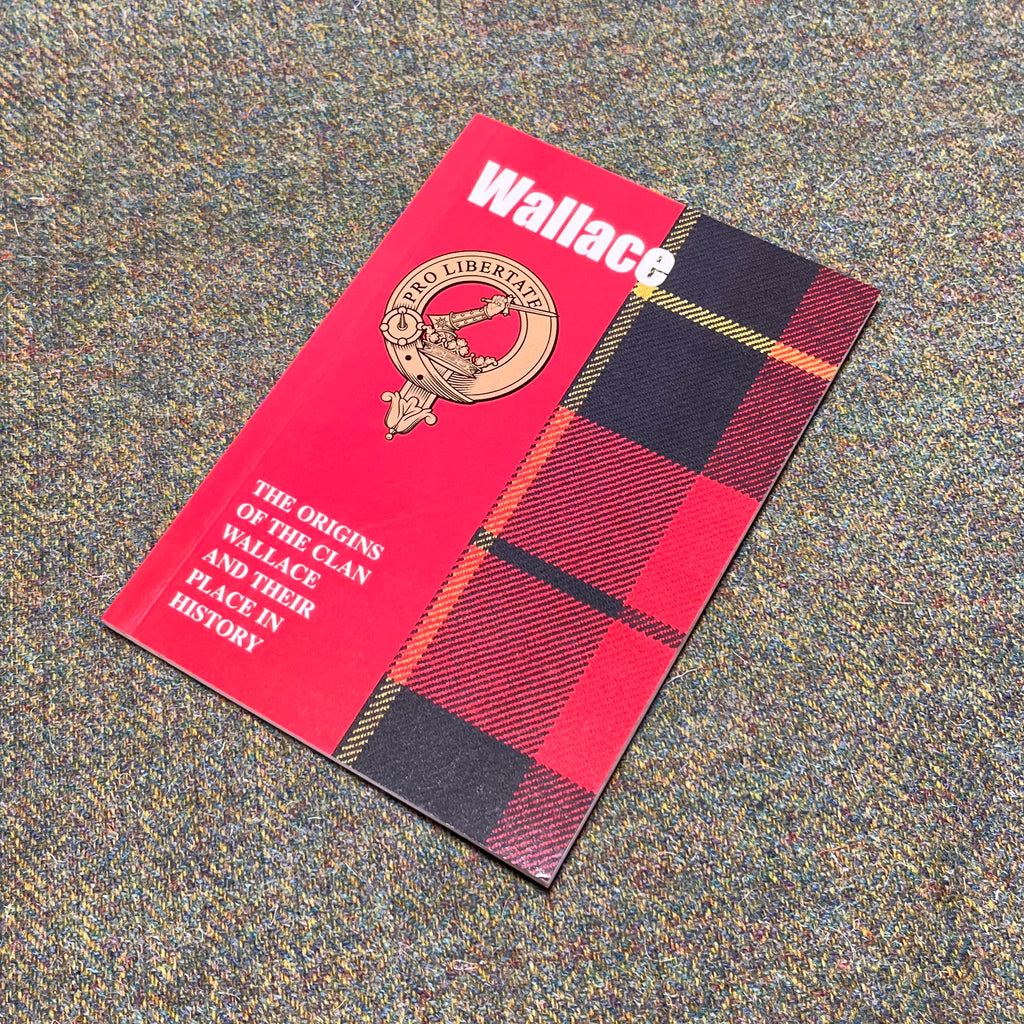 Wallace
PRO LIBERTATE
THE ORIGINS
OF THE CLAN
WALLACE
AND THEIR
PLACE IN
HISTORY